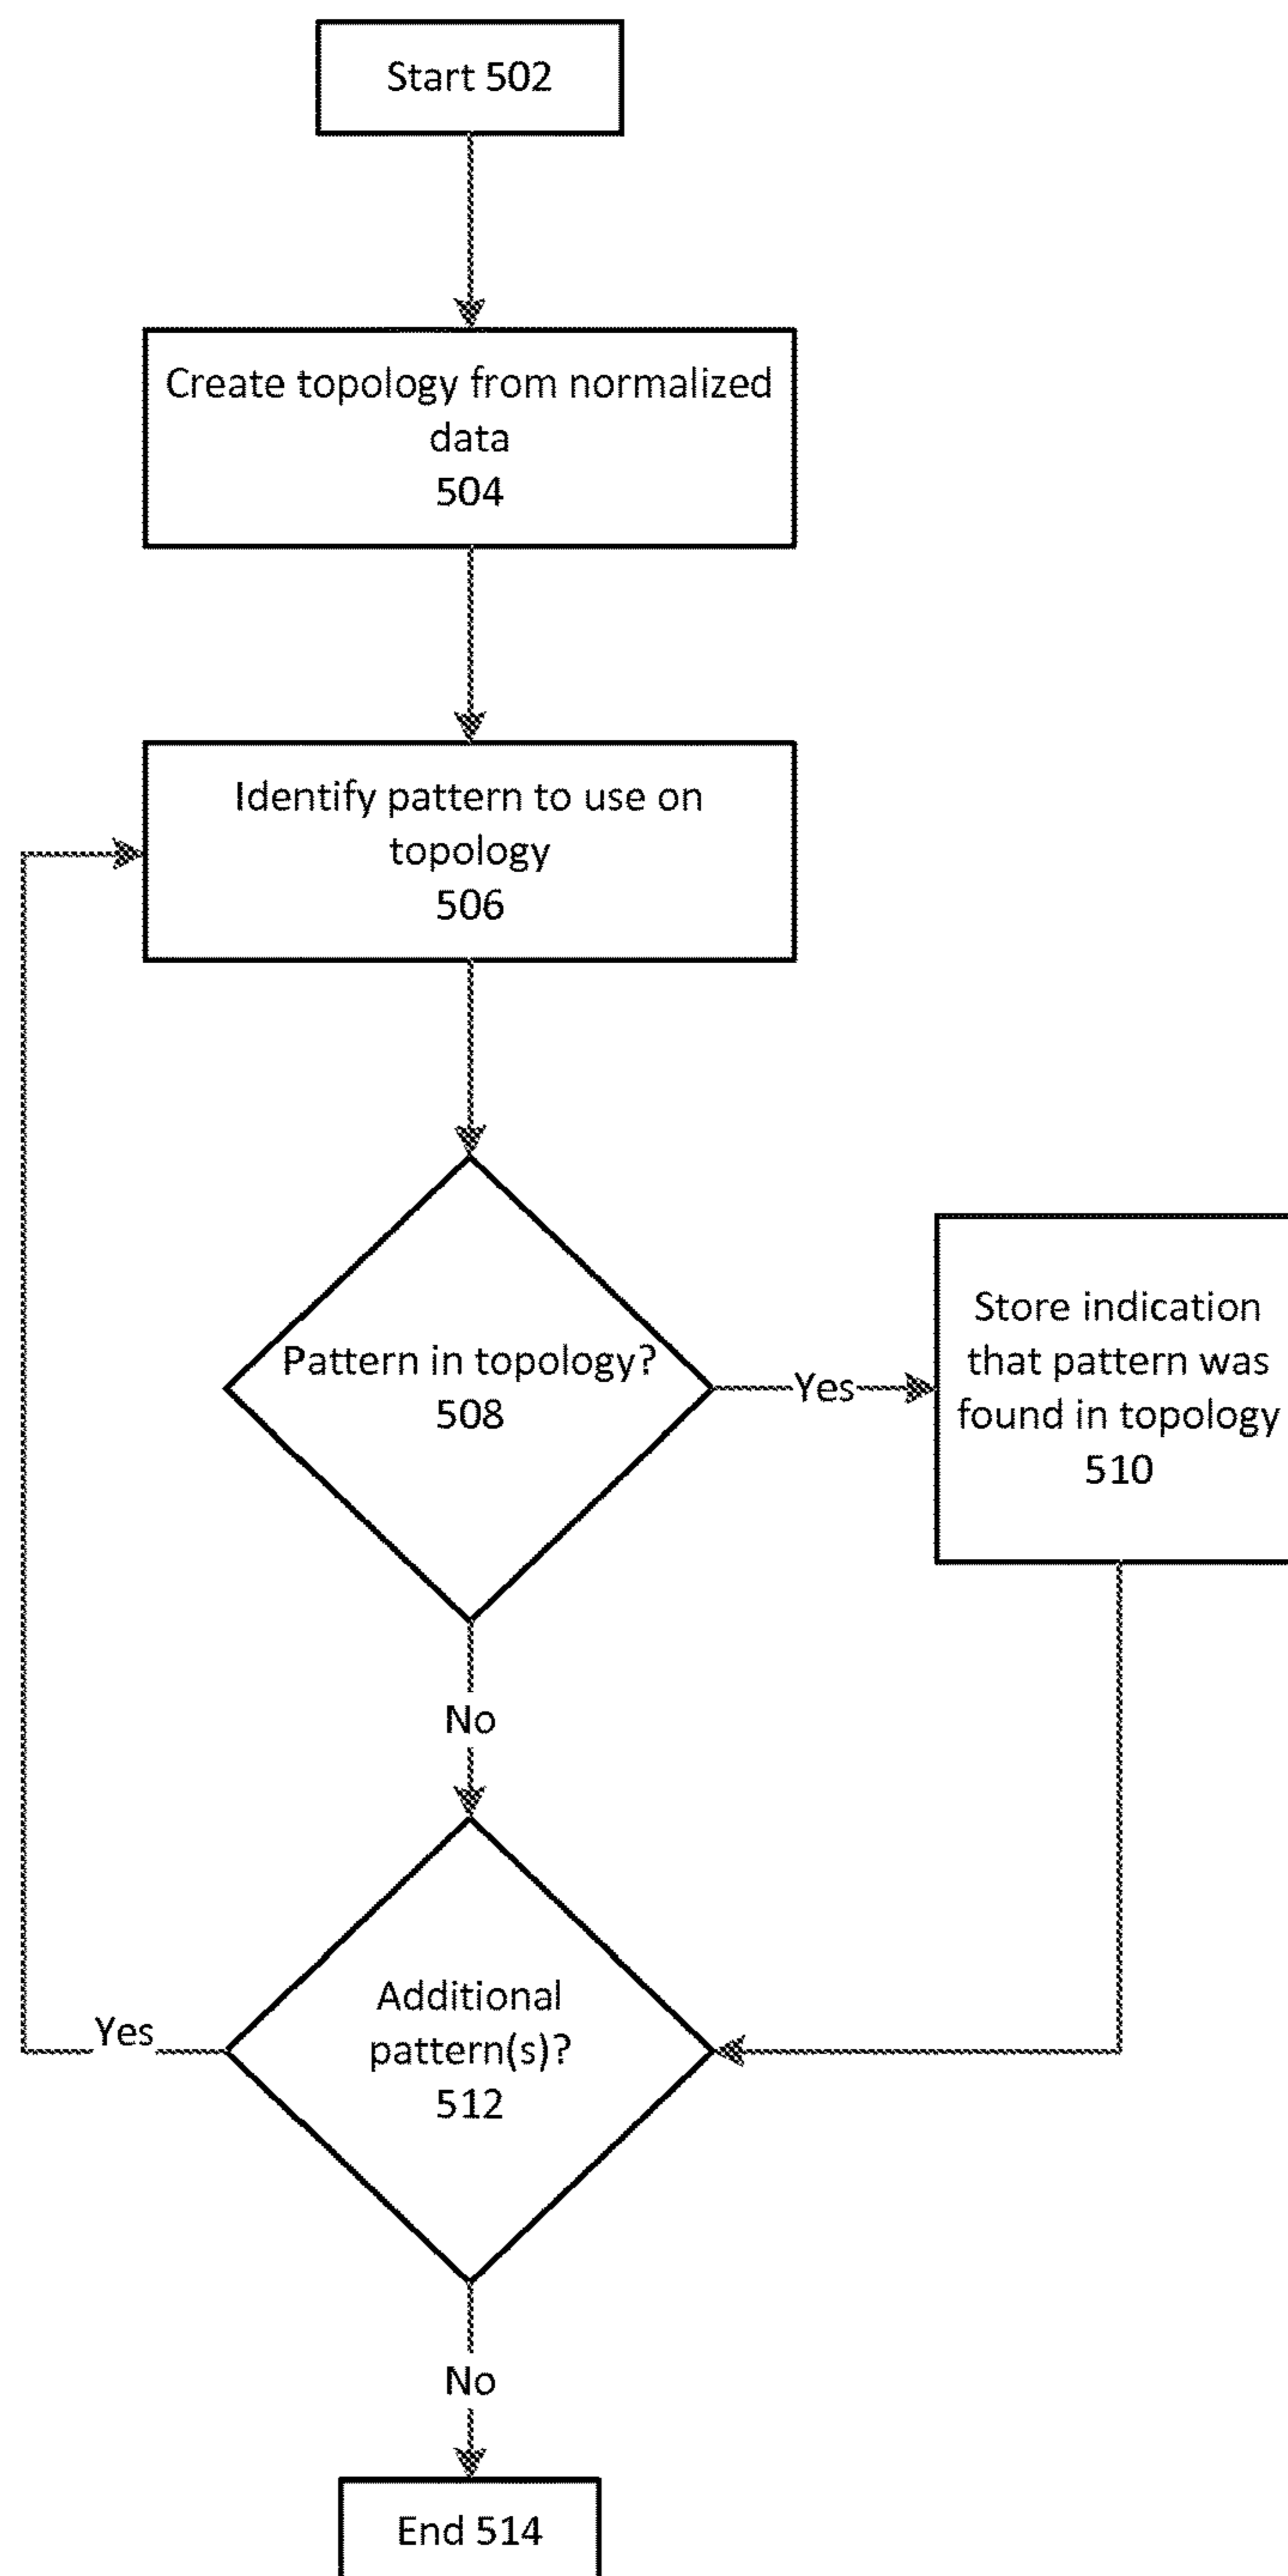 Start 502
Create topology from normalized
data
504
Identify pattern to use on
topology
506
Pattern in topology?
508
Yes
Store indication
that pattern was
found in topology
510
No
Additional
pattern(s)?
512
Yes
No
End 514